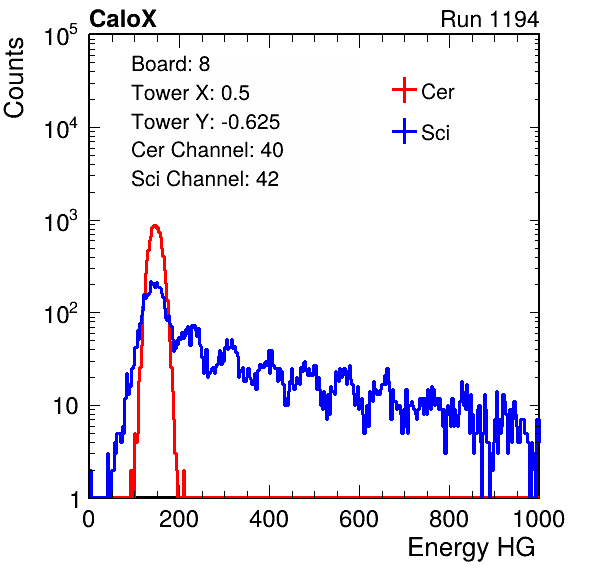 CaloX Run 1194
Counts
10^5
10^4
10^3
10^2
10
1
Board: 8
Tower X: 0.5
Tower Y: -0.625
Cer Channel: 40
Sci Channel: 42
Cer
Sci
0 200 400 600 800 1000
Energy HG